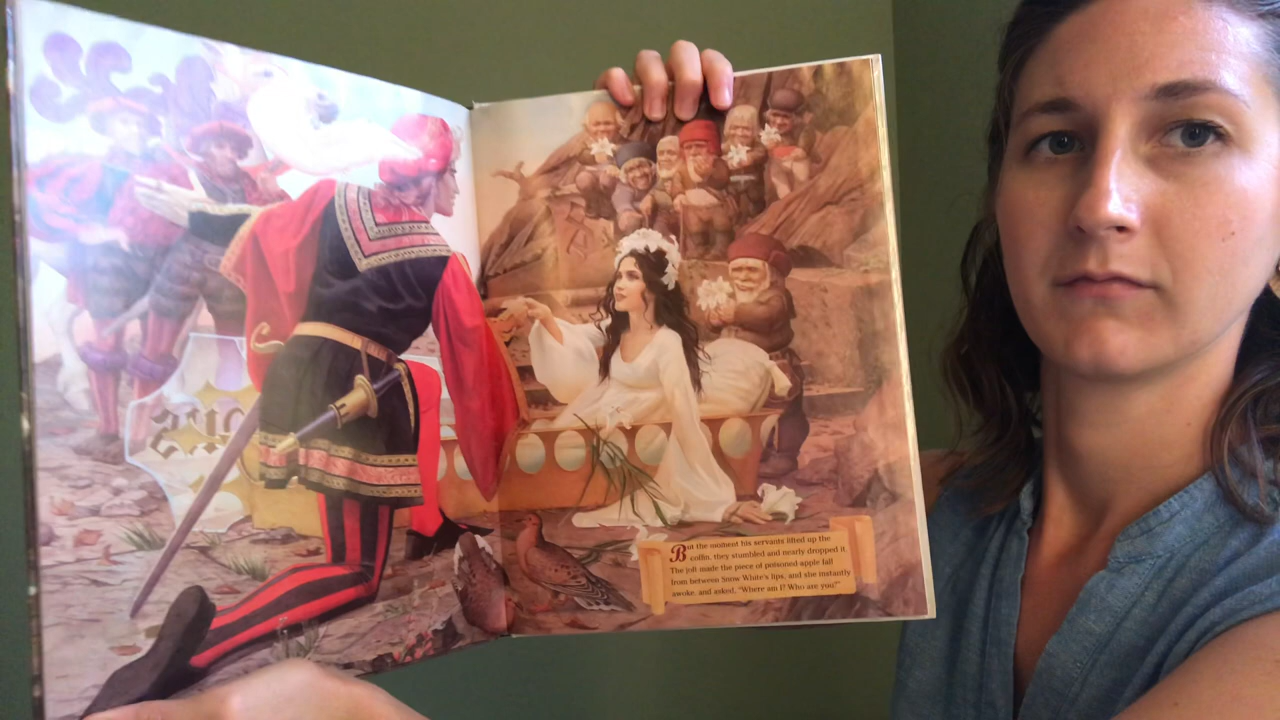 But the moment his servants lifted up the
coffin, they stumbled and nearly dropped it.
The jolt made the piece of poisoned apple fall
from between Snow White's lips, and she instantly
awoke, and asked, "Where am I? Who are you?"